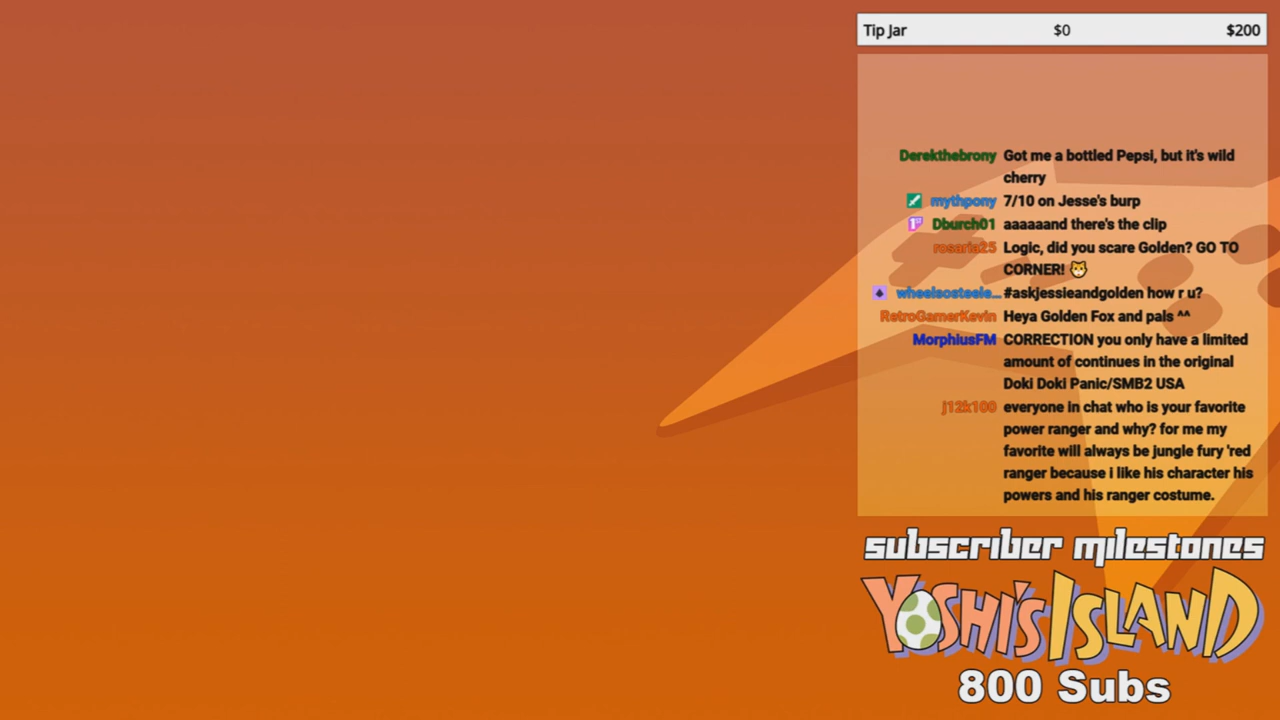 Tip Jar $0 $200
Derekthebrony Got me a bottled Pepsi, but it's wild
cherry
mythpony 7/10 on Jesse's burp
Dburch01 aaaaaand there's the clip
rosaria25 Logic, did you scare Golden? GO TO
CORNER!
wheelsosteele... #askjessieandgolden how r u?
RetroGamerKevin Heya Golden Fox and pals ^^
MorphiusFM CORRECTION you only have a limited
amount of continues in the original
Doki Doki Panic/SMB2 USA
j12k100 everyone in chat who is your favorite
power ranger and why? for me my
favorite will always be jungle fury 'red
ranger because i like his character his
powers and his ranger costume.
subscriber milestones
YOSHI'S ISLAND
800 Subs